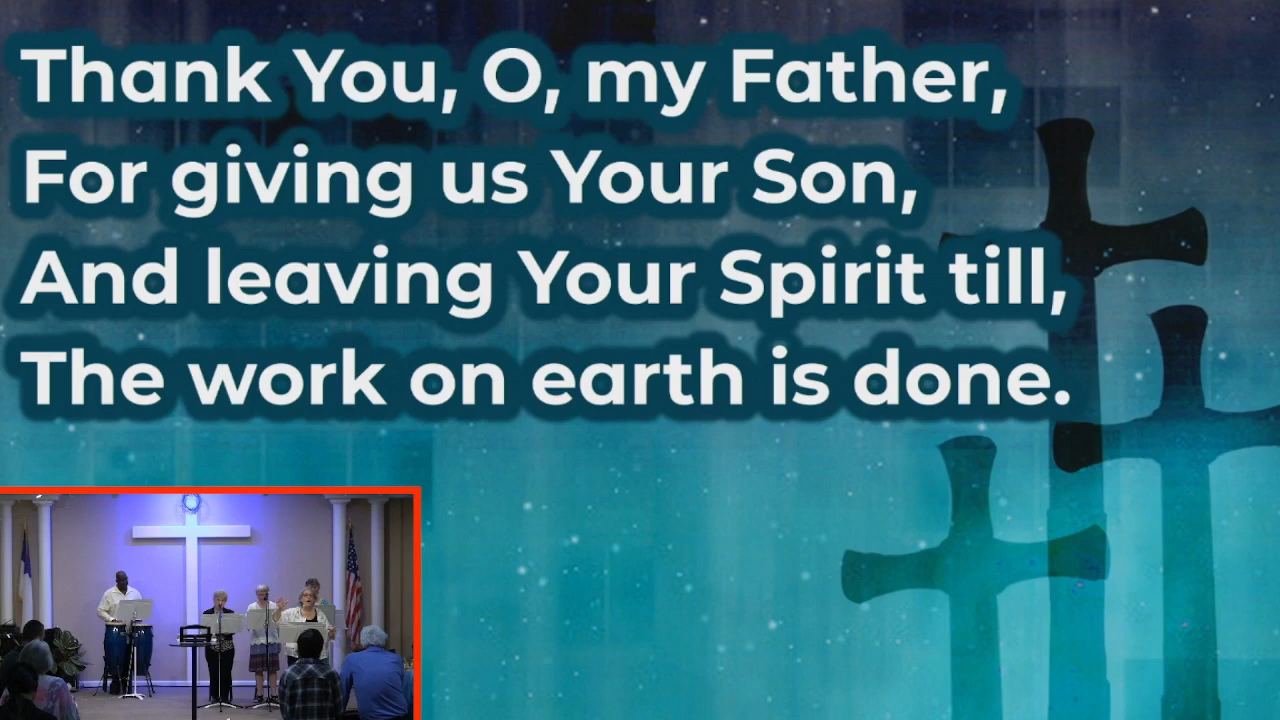 Thank You, O, my Father,
For giving us Your Son,
And leaving Your Spirit till,
The work on earth is done.